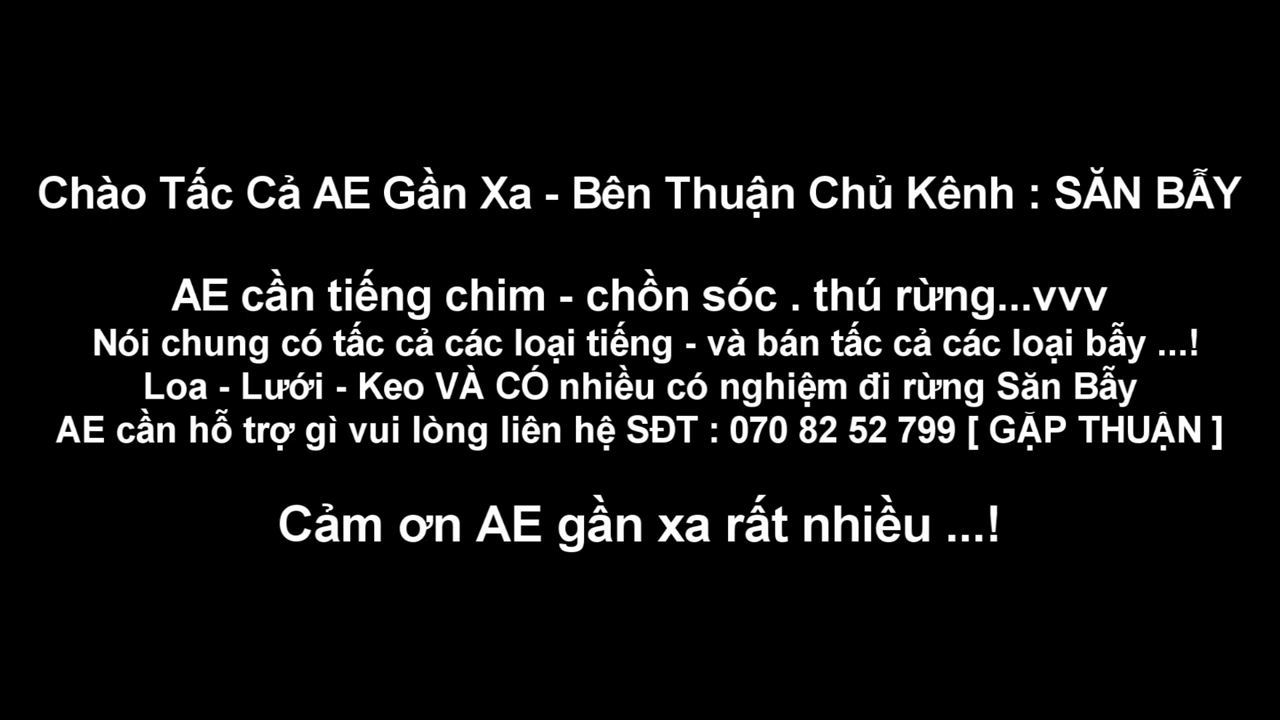 Chào Tấc Cả AE Gần Xa - Bên Thuận Chủ Kênh : SĂN BẪY
AE cần tiếng chim - chồn sóc . thú rừng...vvv
Nói chung có tấc cả các loại tiếng - và bán tấc cả các loại bẫy ...!
Loa - Lưới - Keo VÀ CÓ nhiều có nghiệm đi rừng Săn Bẫy
AE cần hỗ trợ gì vui lòng liên hệ SĐT : 070 82 52 799 [ GẶP THUẬN ]
Cảm ơn AE gần xa rất nhiều ...!